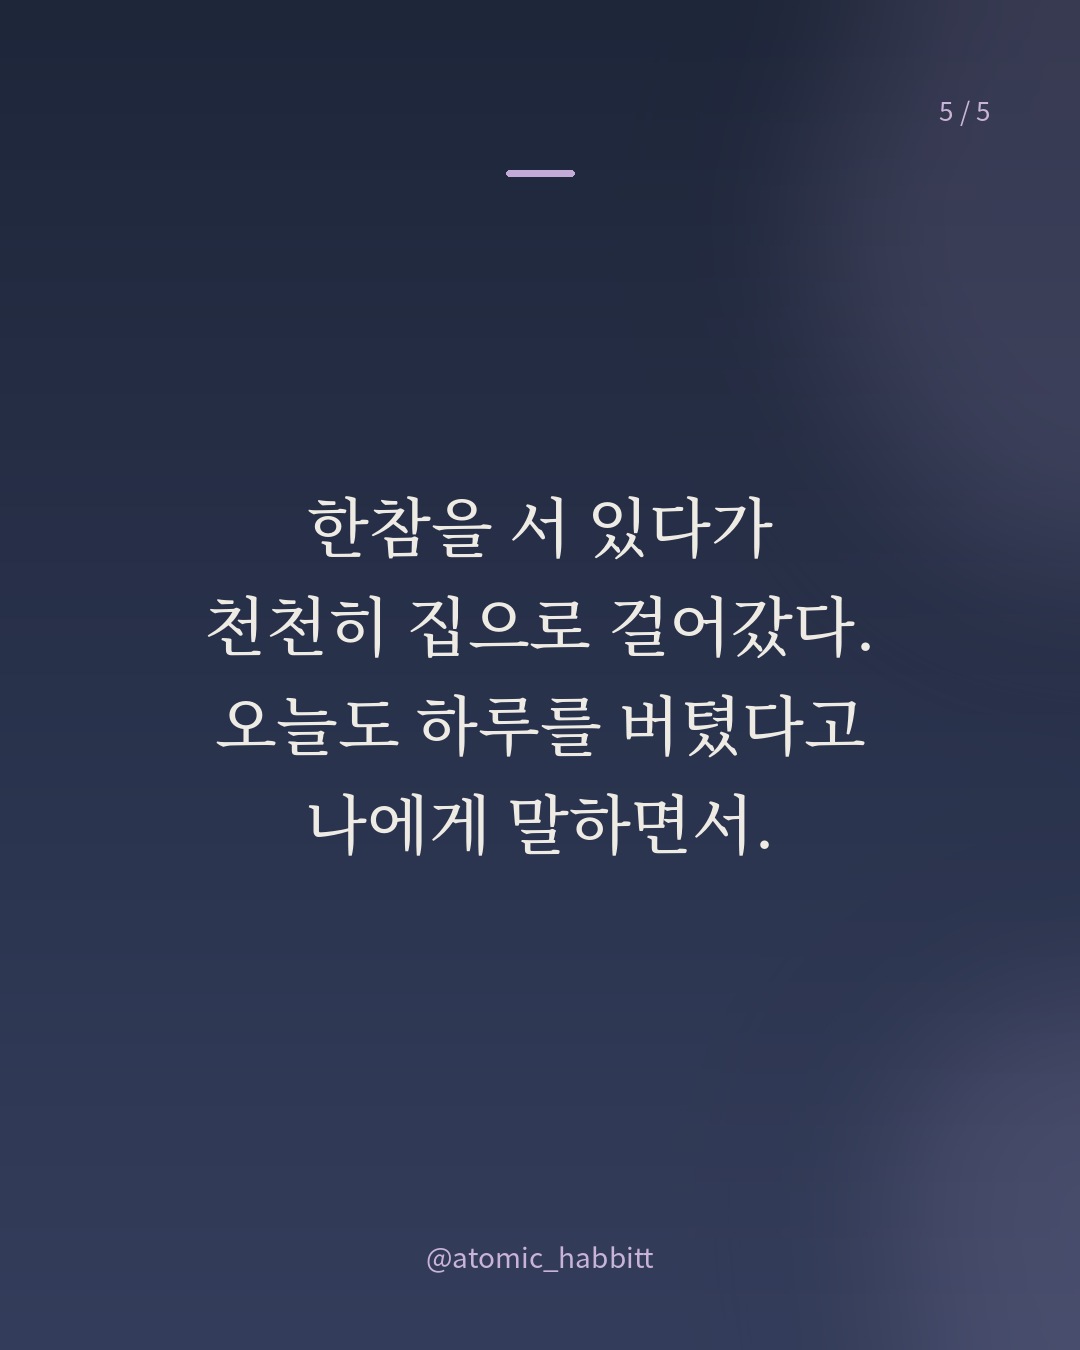 5 / 5
한참을 서 있다가
천천히 집으로 걸어갔다.
오늘도 하루를 버텼다고
나에게 말하면서.
@atomic_habbitt